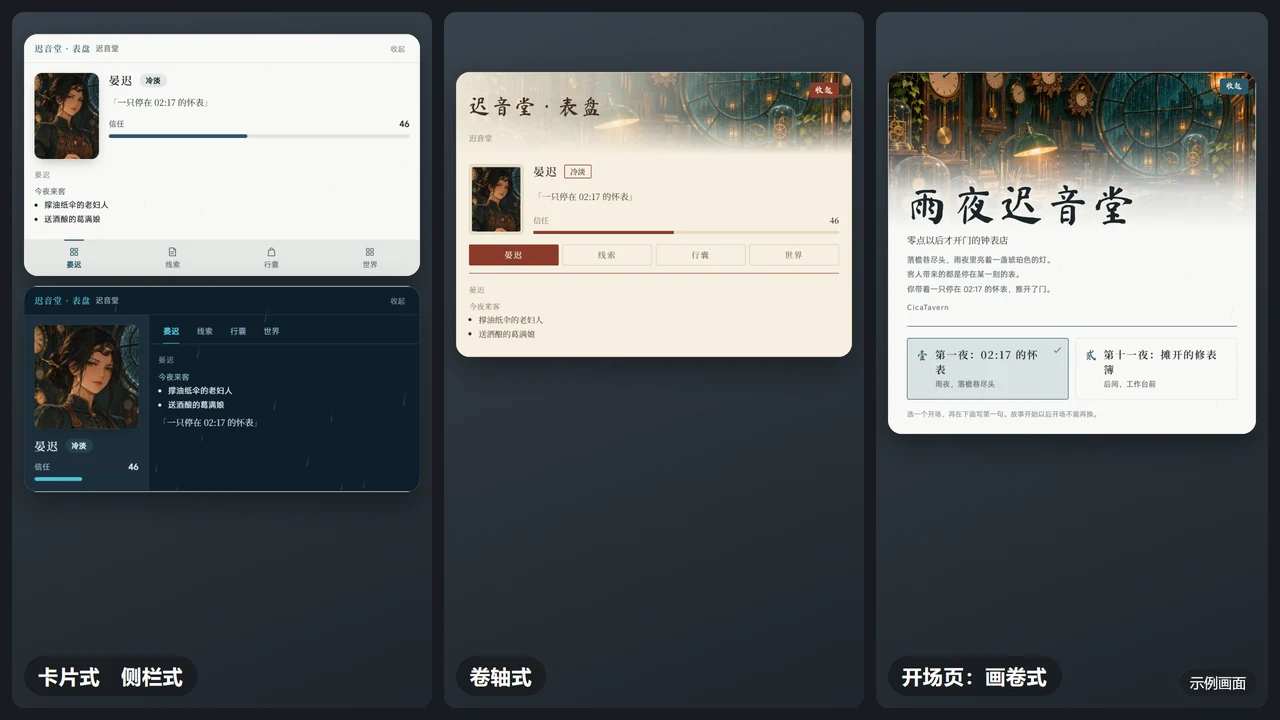 迟音堂 · 表盘 迟音堂 收起
晏迟 冷淡
「一只停在 02:17 的怀表」
信任 46
晏迟
今夜来客
撑油纸伞的老妇人
送酒酿的葛满娘
晏迟 线索 行囊 世界
迟音堂 · 表盘 迟音堂 收起
晏迟 线索 行囊 世界
晏迟
今夜来客
撑油纸伞的老妇人
送酒酿的葛满娘
「一只停在 02:17 的怀表」
晏迟 冷淡
信任 46
卡片式 侧栏式
收起
迟音堂 · 表盘
迟音堂
晏迟 冷淡
「一只停在 02:17 的怀表」
信任 46
晏迟 线索 行囊 世界
晏迟
今夜来客
撑油纸伞的老妇人
送酒酿的葛满娘
卷轴式
收起
雨夜迟音堂
零点以后才开门的钟表店
落檐巷尽头，雨夜里亮着一盏琥珀色的灯。
客人带来的都是停在某一刻的表。
你带着一只停在 02:17 的怀表，推开了门。
CicaTavern
壹 第一夜：02:17 的怀
表
雨夜，落檐巷尽头
贰 第十一夜：摊开的修表
簿
后间，工作台前
选一个开场，再在下面写第一句。故事开始以后开场不能再换。
开场页：画卷式
示例画面